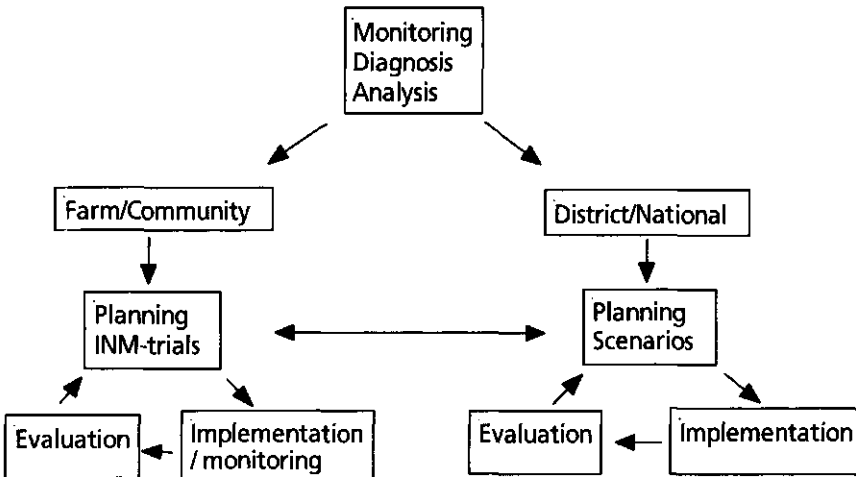 Monitoring
Diagnosis
Analysis
Farm/Community
District/National
Planning
INM-trials
Planning
Scenarios
Evaluation
Implementation
/ monitoring
Evaluation
Implementation